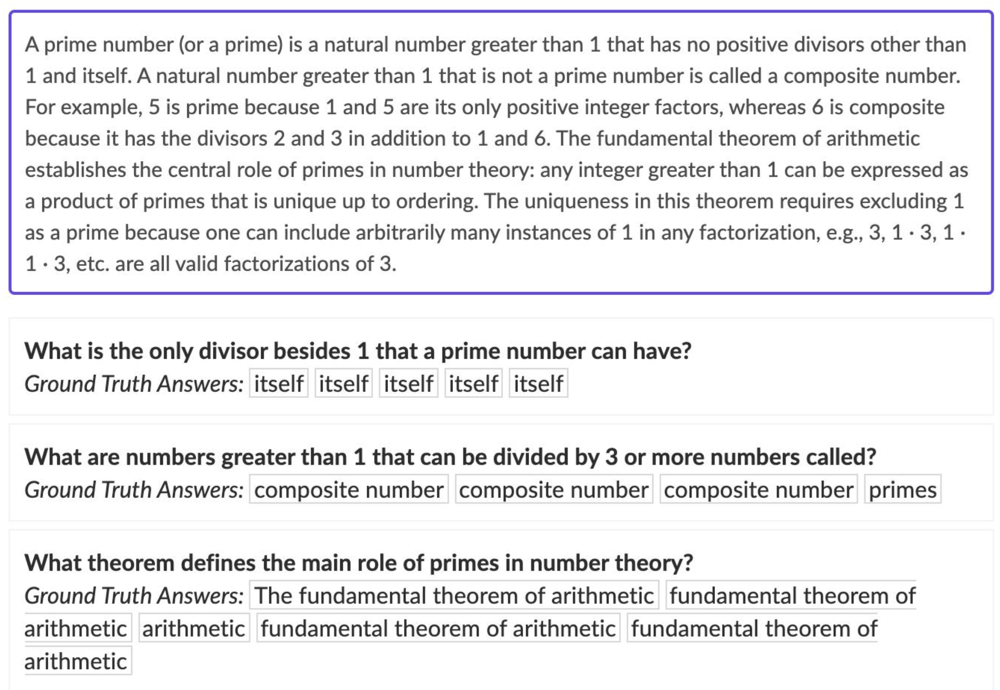 A prime number (or a prime) is a natural number greater than 1 that has no positive divisors other than
1 and itself. A natural number greater than 1 that is not a prime number is called a composite number.
For example, 5 is prime because 1 and 5 are its only positive integer factors, whereas 6 is composite
because it has the divisors 2 and 3 in addition to 1 and 6. The fundamental theorem of arithmetic
establishes the central role of primes in number theory: any integer greater than 1 can be expressed as
a product of primes that is unique up to ordering. The uniqueness in this theorem requires excluding 1
as a prime because one can include arbitrarily many instances of 1 in any factorization, e.g., 3, 1 · 3, 1 ·
1 · 3, etc. are all valid factorizations of 3.
What is the only divisor besides 1 that a prime number can have?
Ground Truth Answers: itself itself itself itself itself
What are numbers greater than 1 that can be divided by 3 or more numbers called?
Ground Truth Answers: composite number composite number composite number primes
What theorem defines the main role of primes in number theory?
Ground Truth Answers: The fundamental theorem of arithmetic fundamental theorem of
arithmetic arithmetic fundamental theorem of arithmetic fundamental theorem of
arithmetic